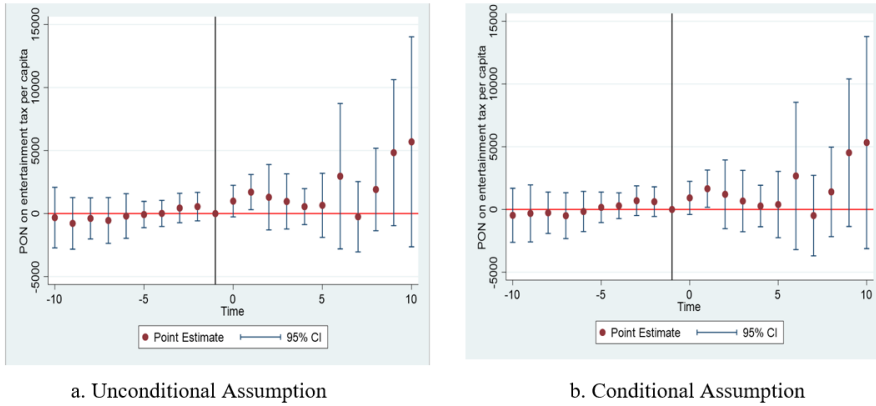 PON on entertainment tax per capita
15000
10000
5000
0
-5000
-10 -5 0 5 10
Time
Point Estimate 95% CI
a. Unconditional Assumption
PON on entertainment tax per capita
15000
10000
5000
0
-5000
-10 -5 0 5 10
Time
Point Estimate 95% CI
b. Conditional Assumption